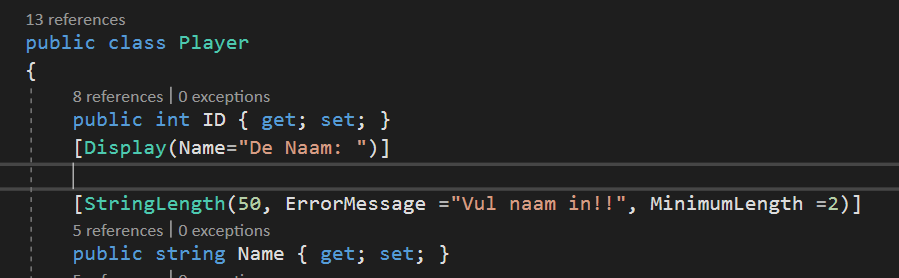 13 references
public class Player
{
8 references | 0 exceptions
public int ID { get; set; }
[Display(Name="De Naam: ")]
[StringLength(50, ErrorMessage ="Vul naam in!!", MinimumLength =2)]
5 references | 0 exceptions
public string Name { get; set; }